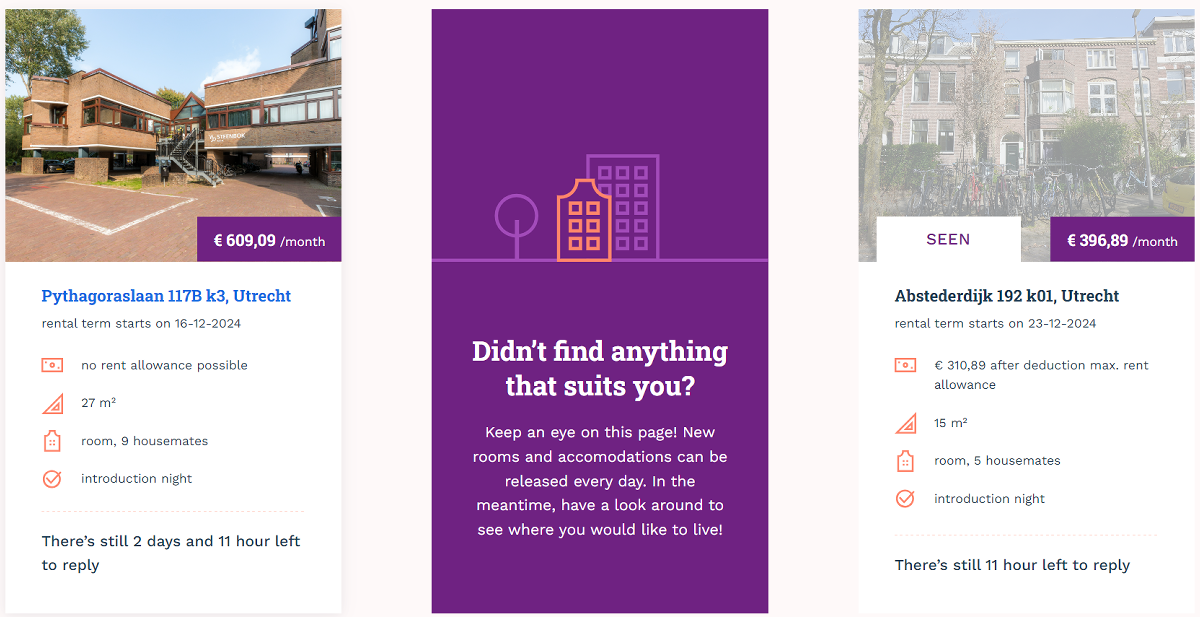 STEENBOK
€ 609,09 /month
Pythagoraslaan 117B k3, Utrecht
rental term starts on 16-12-2024
no rent allowance possible
27 m²
room, 9 housemates
introduction night
There’s still 2 days and 11 hour left
to reply
Didn’t find anything
that suits you?
Keep an eye on this page! New
rooms and accomodations can be
released every day. In the
meantime, have a look around to
see where you would like to live!
SEEN
€ 396,89 /month
Abstederdijk 192 k01, Utrecht
rental term starts on 23-12-2024
€ 310,89 after deduction max. rent
allowance
15 m²
room, 5 housemates
introduction night
There’s still 11 hour left to reply